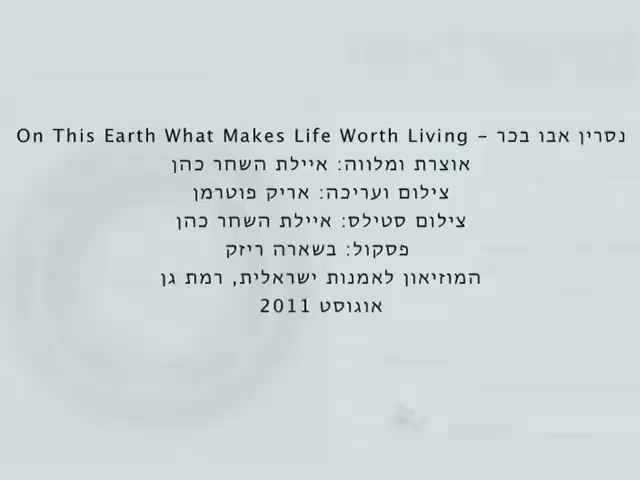 נסרין אבו בכר - On This Earth What Makes Life Worth Living
אוצרת ומלווה: איילת השחר כהן
צילום ועריכה: אריק פוטרמן
צילום סטילס: איילת השחר כהן
פסקול: בשארה ריזק
המוזיאון לאמנות ישראלית, רמת גן
אוגוסט 2011